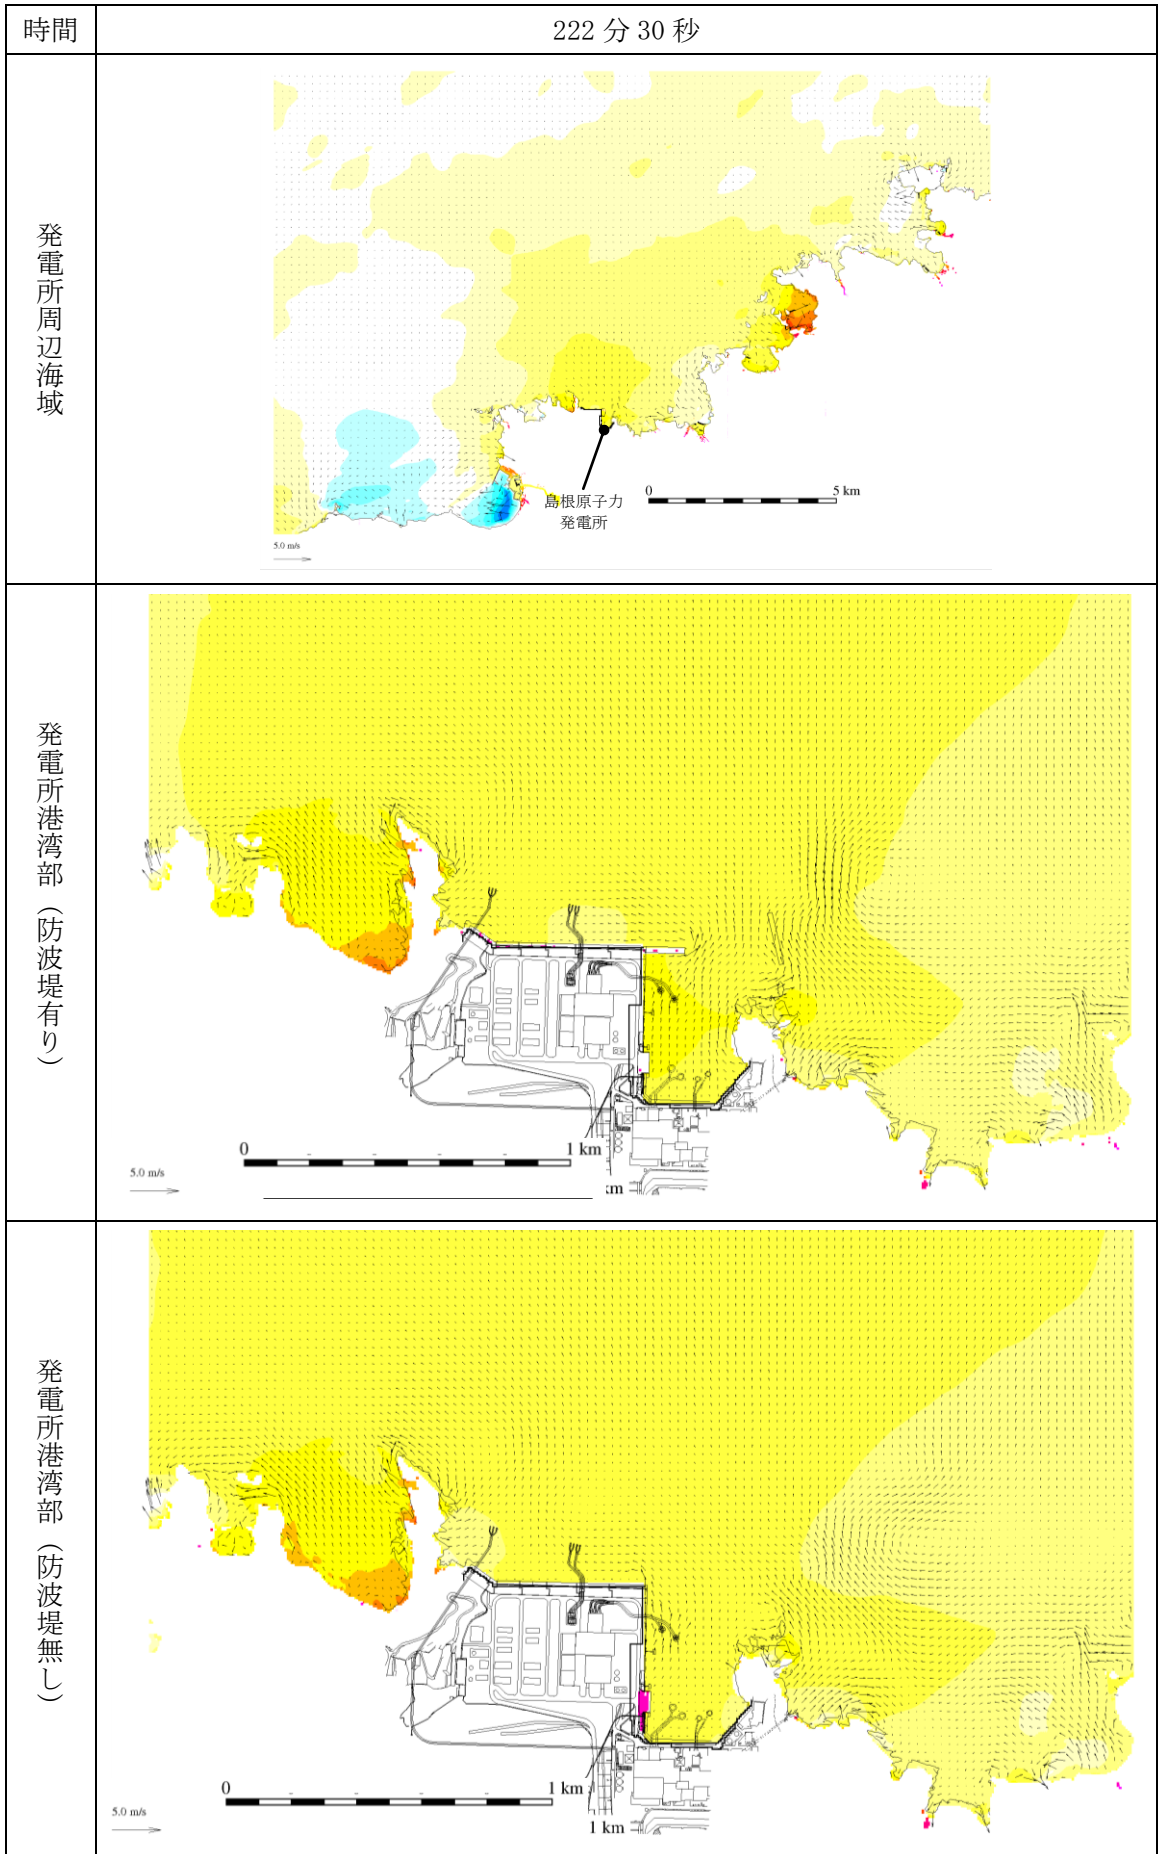 時間
222 分 30 秒
発電所周辺海域
島根原子力
発電所
0
5 km
5.0 m/s
発電所港湾部（防波堤有り）
0
1 km
5.0 m/s
km
発電所港湾部（防波堤無し）
0
1 km
5.0 m/s
1 km